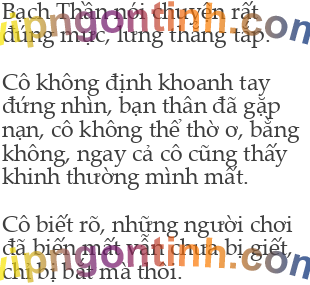 Bạch Thần nói chuyện rất
đúng mực, lưng thẳng tắp.
Cô không định khoanh tay
đứng nhìn, bạn thân đã gặp
nạn, cô không thể thờ ơ, bằng
không, ngay cả cô cũng thấy
khinh thường mình mất.
Cô biết rõ, những người chơi
đã biến mất vẫn chưa bị giết,
chỉ bị bắt mà thôi.
vipngontinh.com
vipngontinh.com